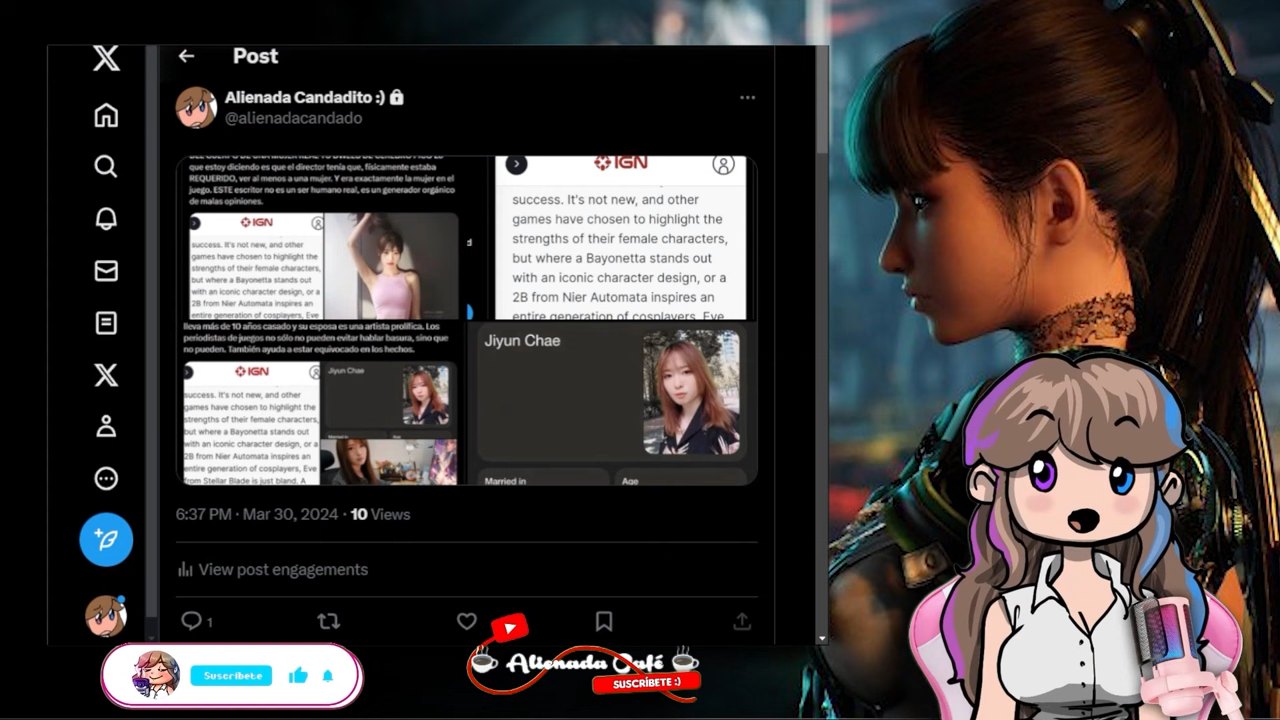 Post
Alienada Candadito :)
@alienadacandado
que estoy diciendo es que el director tenía que, físicamente estaba
REQUERIDO, ver al menos a una mujer. Y era exactamente la mujer en el
juego. ESTE escritor no es un ser humano real, es un generador orgánico
de malas opiniones.
IGN
success. It's not new, and other
games have chosen to highlight the
strengths of their female characters,
but where a Bayonetta stands out
with an iconic character design, or a
2B from Nier Automata inspires an
entire generation of cosplayers, Eve
IGN
success. It's not new, and other
games have chosen to highlight the
strengths of their female characters,
but where a Bayonetta stands out
with an iconic character design, or a
2B from Nier Automata inspires an
entire generation of cosplayers, Eve
lleva más de 10 años casado y su esposa es una artista prolífica. Los
periodistas de juegos no sólo no pueden evitar hablar basura, sino que
no pueden. También ayuda a estar equivocado en los hechos.
IGN
success. It's not new, and other
games have chosen to highlight the
strengths of their female characters,
but where a Bayonetta stands out
with an iconic character design, or a
2B from Nier Automata inspires an
entire generation of cosplayers, Eve
from Stellar Blade is just bland. A
Jiyun Chae
Jiyun Chae
Married in
Age
6:37 PM · Mar 30, 2024 · 10 Views
View post engagements
1
Suscribete
Alienada Café
SUSCRÍBETE :)